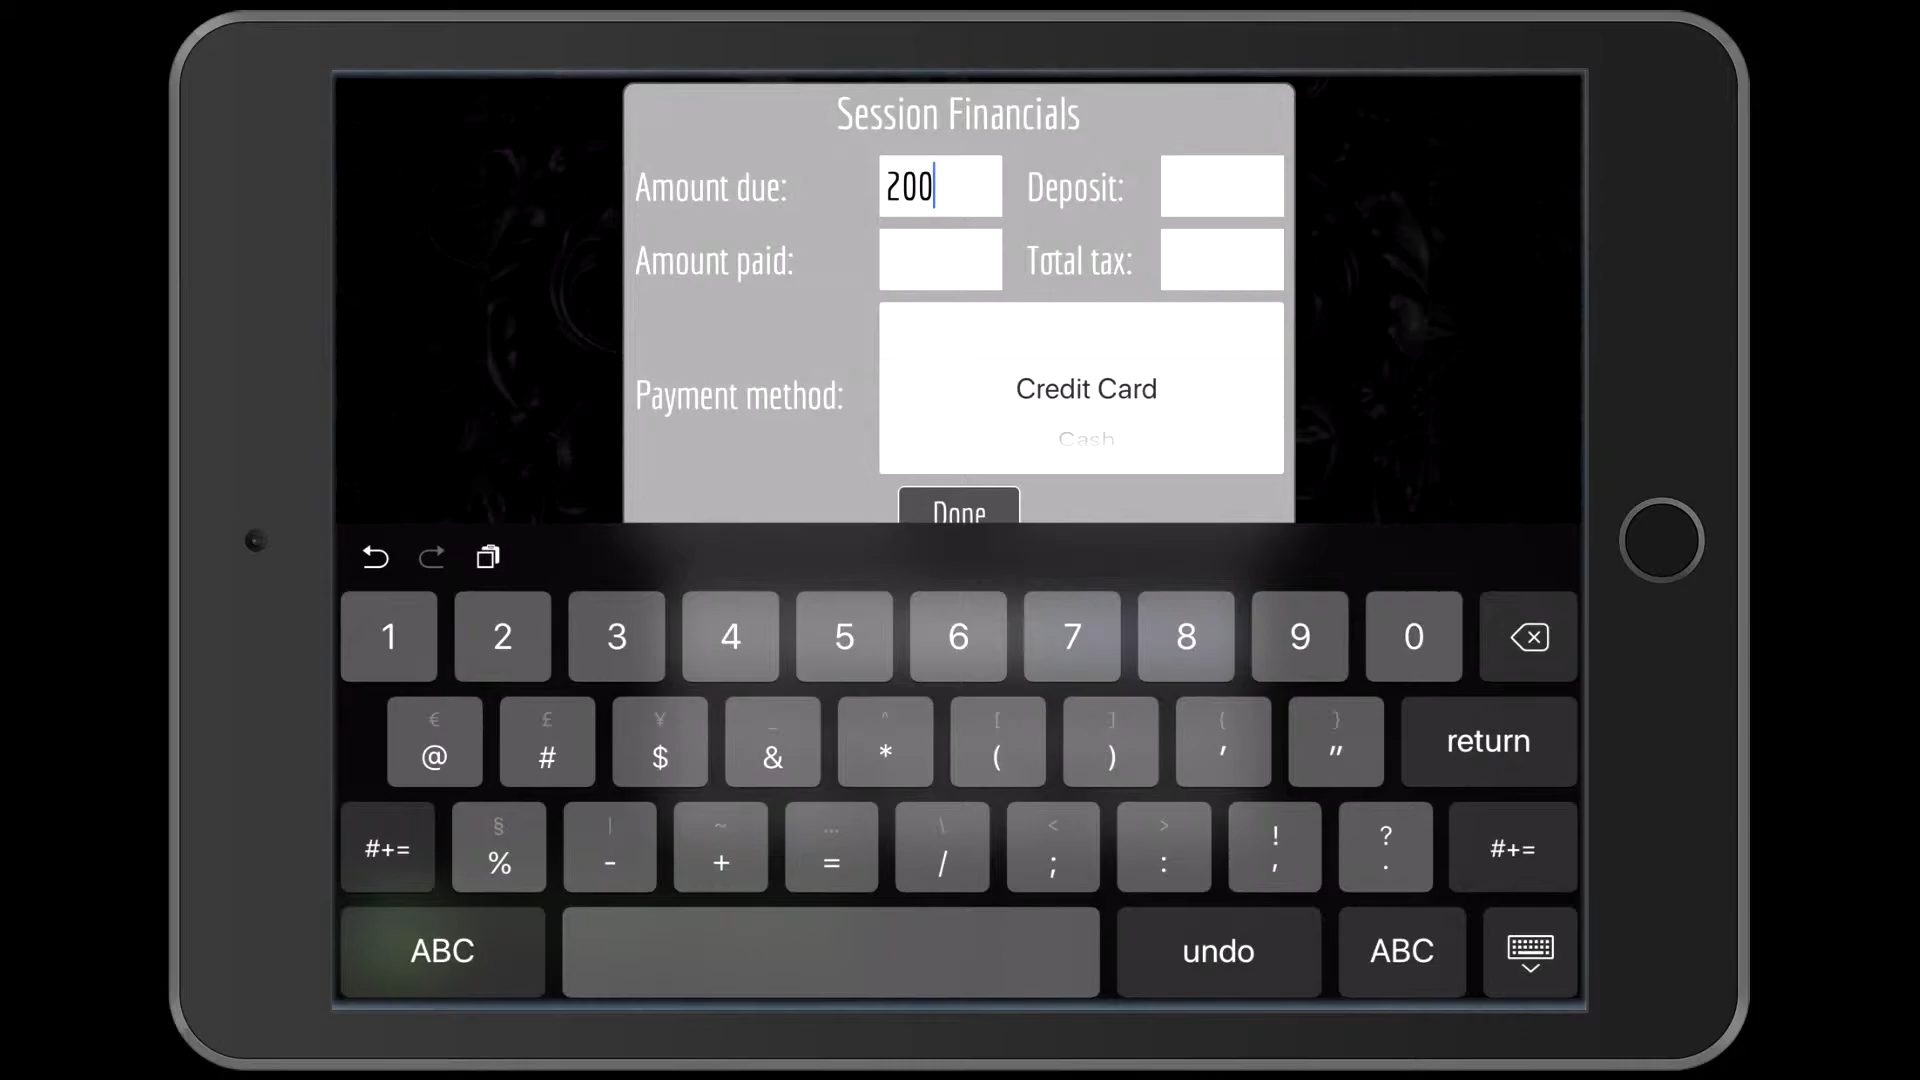 Session Financials
Amount due: 200 Deposit:
Amount paid: Total tax:
Payment method: Credit Card
Cash
Done
1 2 3 4 5 6 7 8 9 0
€ £ ¥ _ ^ [ ] { }
@ # $ & * ( ) ' " return
§ | ~ … \ < > ! ?
#+= % - + = / ; : , . #+=
ABC undo ABC